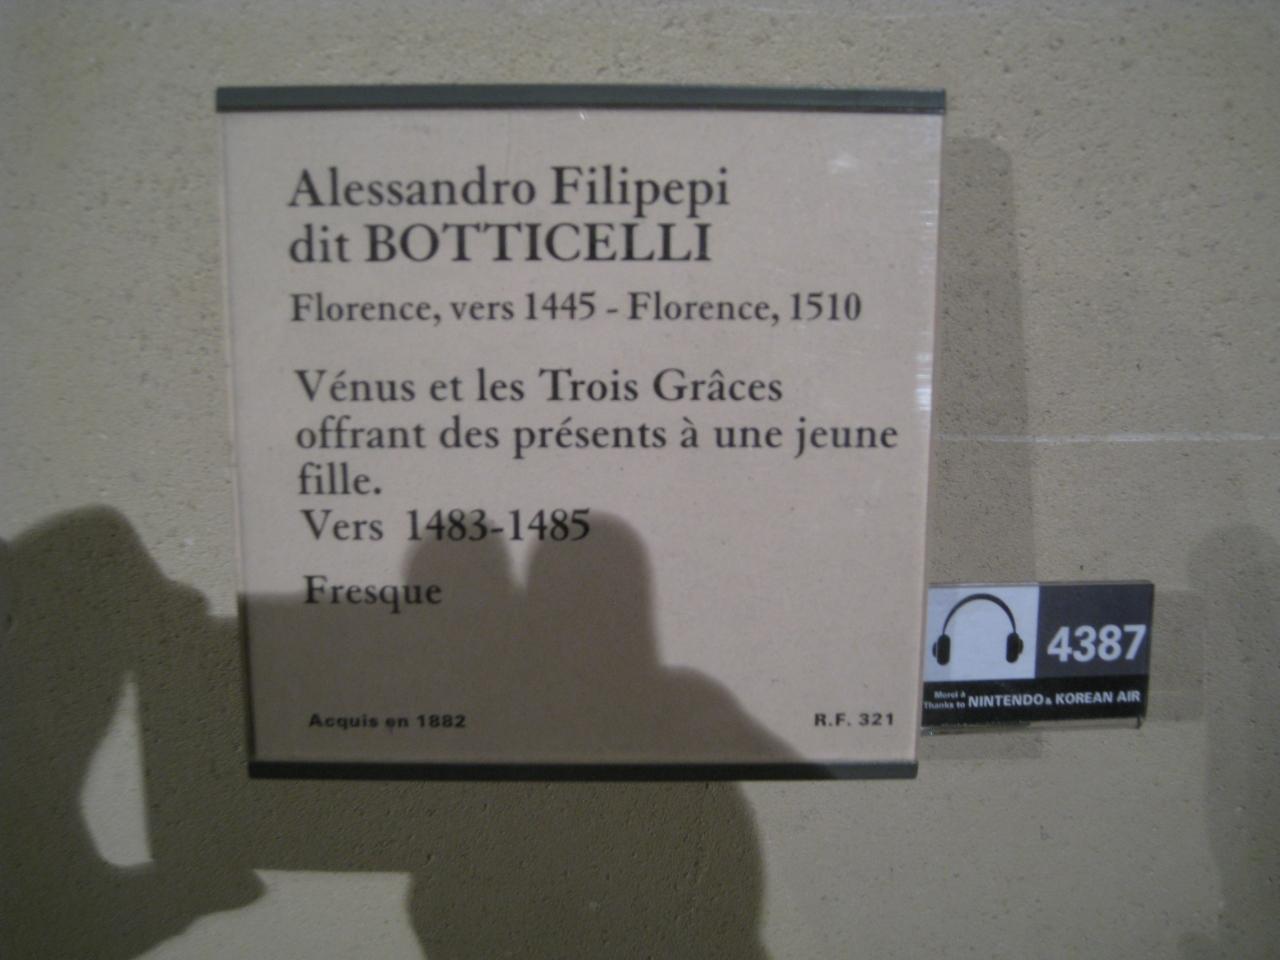 Alessandro Filipepi
dit BOTTICELLI
Florence, vers 1445 - Florence, 1510
Vénus et les Trois Grâces
offrant des présents à une jeune
fille.
Vers 1483-1485
Fresque
Acquis en 1882
R.F. 321
4387
Merci à
Thanks to NINTENDO & KOREAN AIR